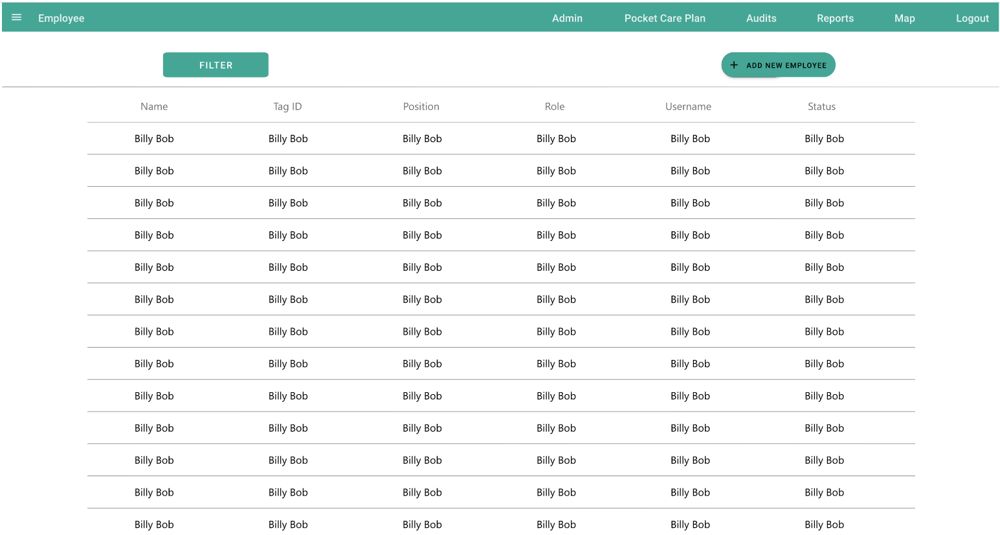 Employee Admin Pocket Care Plan Audits Reports Map Logout
FILTER ADD NEW EMPLOYEE
Name Tag ID Position Role Username Status
Billy Bob Billy Bob Billy Bob Billy Bob Billy Bob Billy Bob
Billy Bob Billy Bob Billy Bob Billy Bob Billy Bob Billy Bob
Billy Bob Billy Bob Billy Bob Billy Bob Billy Bob Billy Bob
Billy Bob Billy Bob Billy Bob Billy Bob Billy Bob Billy Bob
Billy Bob Billy Bob Billy Bob Billy Bob Billy Bob Billy Bob
Billy Bob Billy Bob Billy Bob Billy Bob Billy Bob Billy Bob
Billy Bob Billy Bob Billy Bob Billy Bob Billy Bob Billy Bob
Billy Bob Billy Bob Billy Bob Billy Bob Billy Bob Billy Bob
Billy Bob Billy Bob Billy Bob Billy Bob Billy Bob Billy Bob
Billy Bob Billy Bob Billy Bob Billy Bob Billy Bob Billy Bob
Billy Bob Billy Bob Billy Bob Billy Bob Billy Bob Billy Bob
Billy Bob Billy Bob Billy Bob Billy Bob Billy Bob Billy Bob
Billy Bob Billy Bob Billy Bob Billy Bob Billy Bob Billy Bob